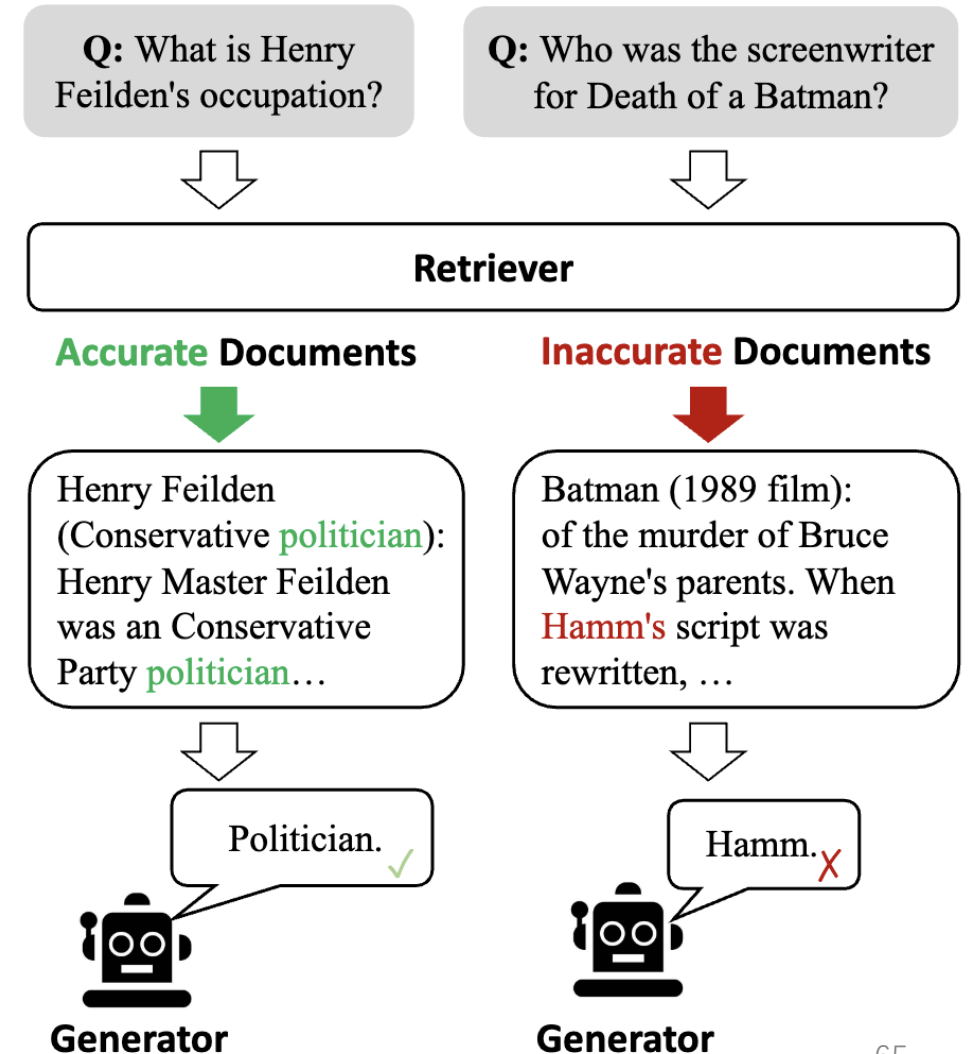 Q: What is Henry
Feilden's occupation?
Q: Who was the screenwriter
for Death of a Batman?
Retriever
Accurate Documents
Inaccurate Documents
Henry Feilden
(Conservative politician):
Henry Master Feilden
was an Conservative
Party politician…
Batman (1989 film):
of the murder of Bruce
Wayne's parents. When
Hamm's script was
rewritten, …
Politician.
Hamm.
Generator
Generator